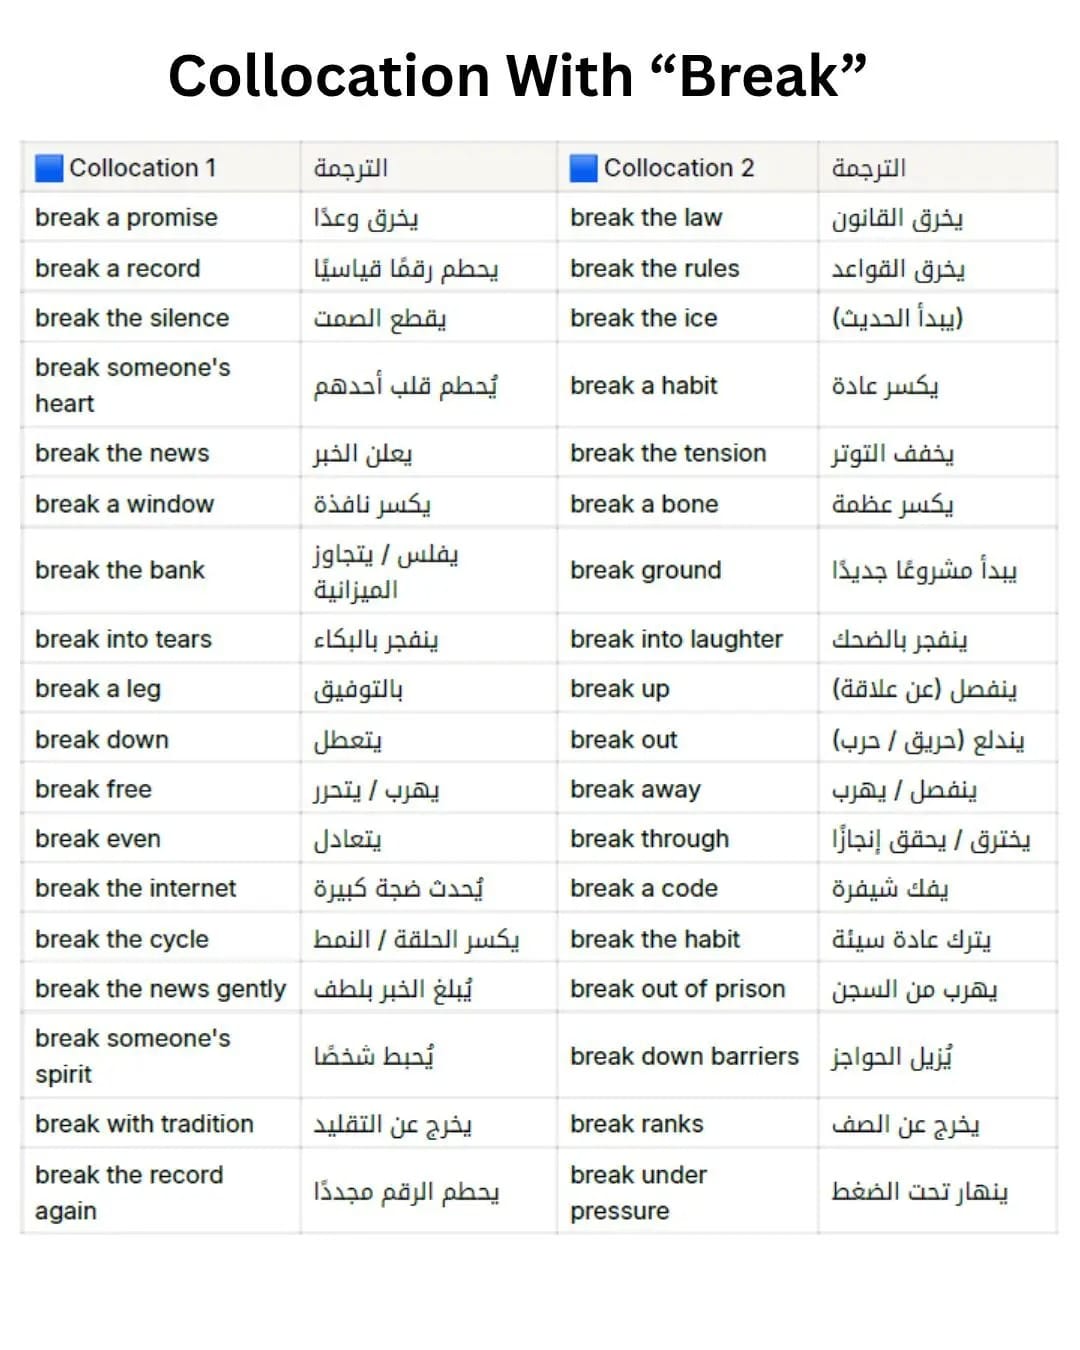 Collocation With “Break”
Collocation 1 الترجمة Collocation 2 الترجمة
break a promise يخرق وعدًا break the law يخرق القانون
break a record يحطم رقمًا قياسيًا break the rules يخرق القواعد
break the silence يقطع الصمت break the ice (يبدأ الحديث)
break someone's
heart يُحطم قلب أحدهم break a habit يكسر عادة
break the news يعلن الخبر break the tension يخفف التوتر
break a window يكسر نافذة break a bone يكسر عظمة
break the bank يفلس / يتجاوز
الميزانية break ground يبدأ مشروعًا جديدًا
break into tears ينفجر بالبكاء break into laughter ينفجر بالضحك
break a leg بالتوفيق break up ينفصل (عن علاقة)
break down يتعطل break out يندلع (حريق / حرب)
break free يهرب / يتحرر break away ينفصل / يهرب
break even يتعادل break through يخترق / يحقق إنجازًا
break the internet يُحدث ضجة كبيرة break a code يفك شيفرة
break the cycle يكسر الحلقة / النمط break the habit يترك عادة سيئة
break the news gently يُبلغ الخبر بلطف break out of prison يهرب من السجن
break someone's
spirit يُحبط شخصًا break down barriers يُزيل الحواجز
break with tradition يخرج عن التقليد break ranks يخرج عن الصف
break the record
again يحطم الرقم مجددًا break under
pressure ينهار تحت الضغط